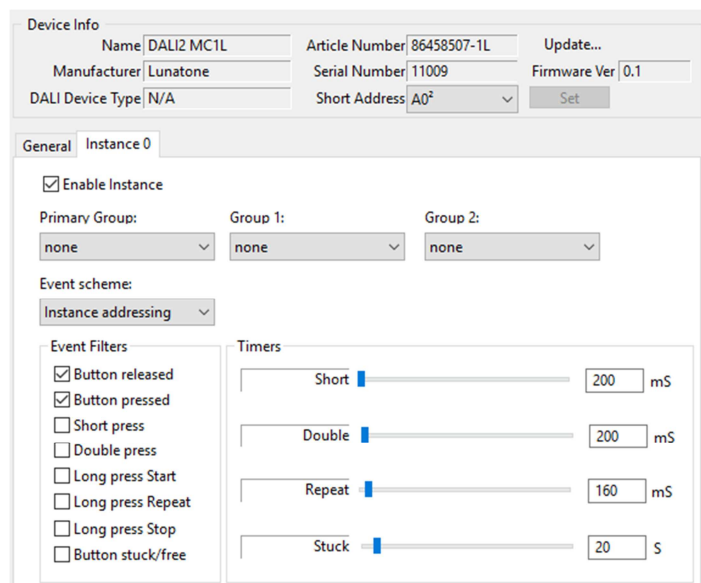 Device Info
Name DALI2 MC1L Article Number 86458507-1L Update...
Manufacturer Lunatone Serial Number 11009 Firmware Ver 0.1
DALI Device Type N/A Short Address A0² Set
General Instance 0
Enable Instance
Primary Group: Group 1: Group 2:
none none none
Event scheme:
Instance addressing
Event Filters Timers
Button released Short 200 mS
Button pressed
Short press
Double press Double 200 mS
Long press Start
Long press Repeat Repeat 160 mS
Long press Stop
Button stuck/free Stuck 20 S